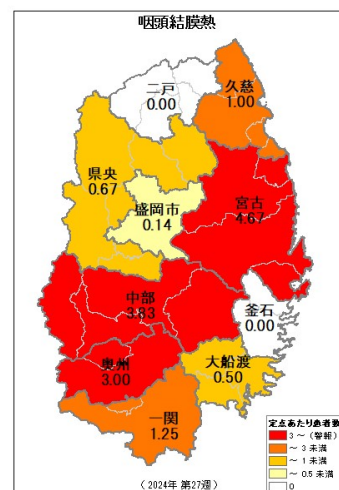 咽頭結膜熱
二戸
0.00
久慈
1.00
県央
0.67
盛岡市
0.14
宮古
4.67
中部
3.83
釜石
0.00
奥州
3.00
大船渡
0.50
一関
1.25
定点あたり患者数
3 ~ (警報)
~ 3 未満
~ 1 未満
~ 0.5 未満
0
(2024年 第27週)